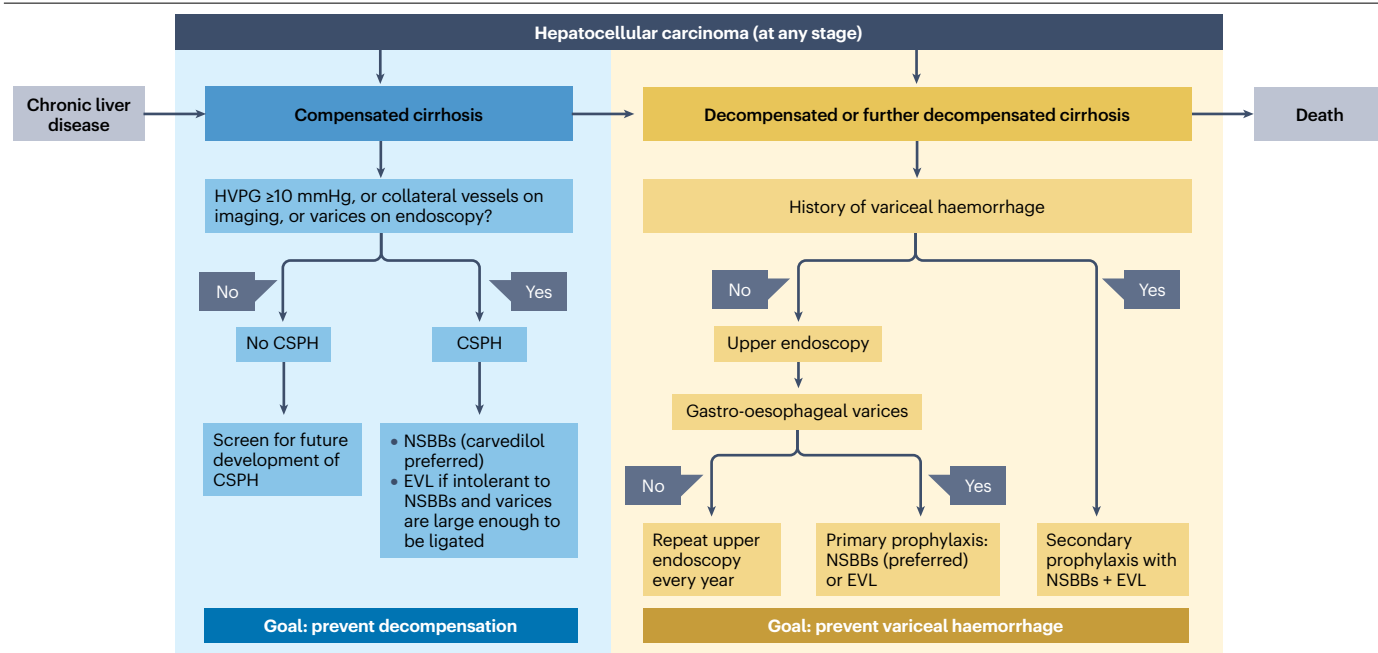 Hepatocellular carcinoma (at any stage)
Chronic liver
disease
Compensated cirrhosis
Decompensated or further decompensated cirrhosis
Death
HVPG ≥10 mmHg, or collateral vessels on
imaging, or varices on endoscopy?
History of variceal haemorrhage
No
Yes
No
Yes
No CSPH
CSPH
Upper endoscopy
Gastro-oesophageal varices
Screen for future
development of
CSPH
• NSBBs (carvedilol
preferred)
• EVL if intolerant to
NSBBs and varices
are large enough to
be ligated
No
Yes
Repeat upper
endoscopy
every year
Primary prophylaxis:
NSBBs (preferred)
or EVL
Secondary
prophylaxis with
NSBBs + EVL
Goal: prevent decompensation
Goal: prevent variceal haemorrhage